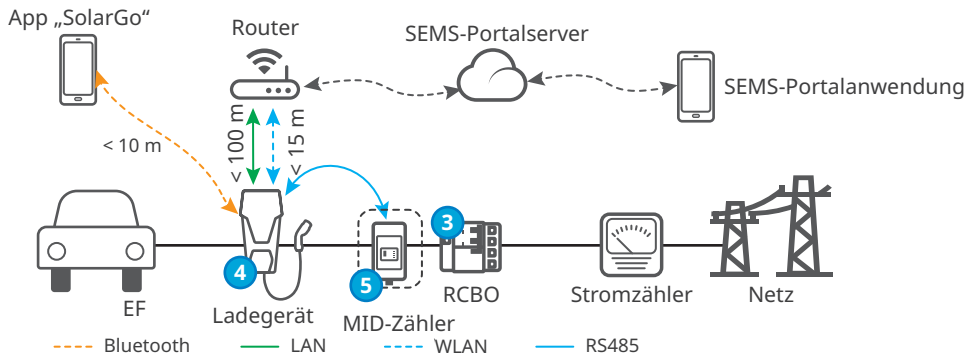 App „SolarGo“
Router
SEMS-Portalserver
SEMS-Portalanwendung
< 10 m
< 100 m
< 15 m
3
4
5
EF
Ladegerät
MID-Zähler
RCBO
Stromzähler
Netz
Bluetooth
LAN
WLAN
RS485